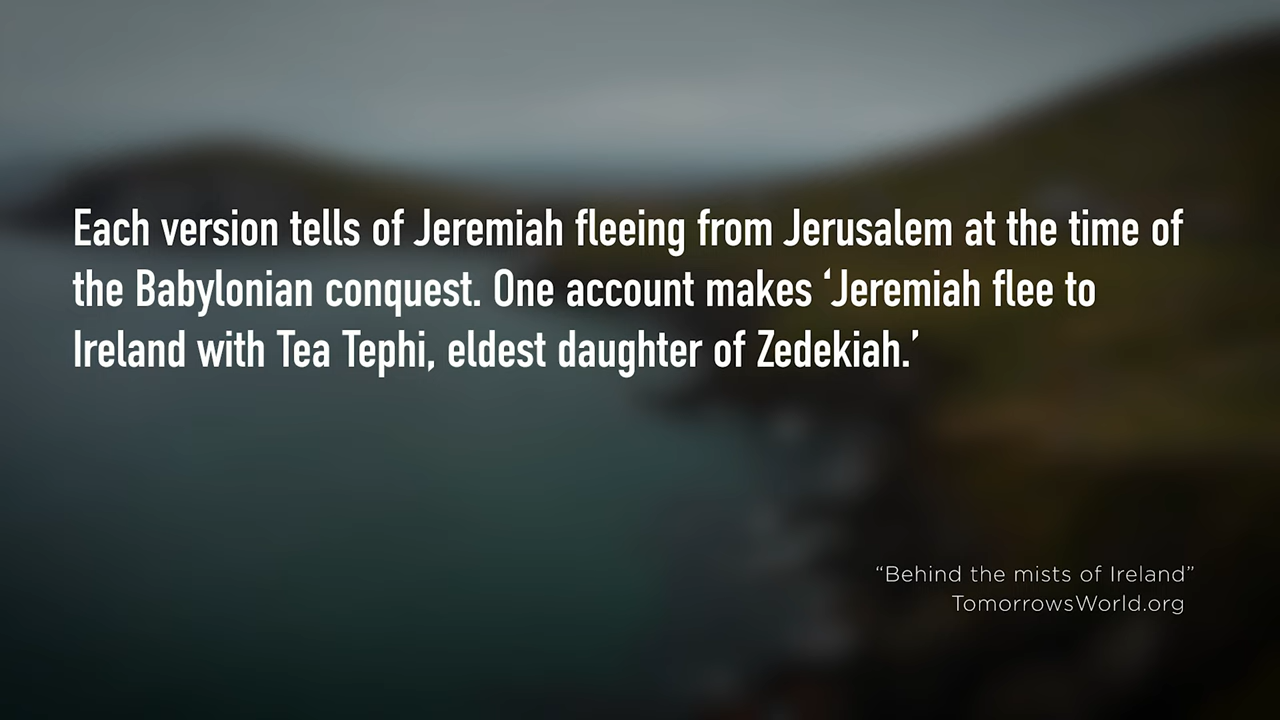 Each version tells of Jeremiah fleeing from Jerusalem at the time of
the Babylonian conquest. One account makes ‘Jeremiah flee to
Ireland with Tea Tephi, eldest daughter of Zedekiah.’
“Behind the mists of Ireland”
TomorrowsWorld.org